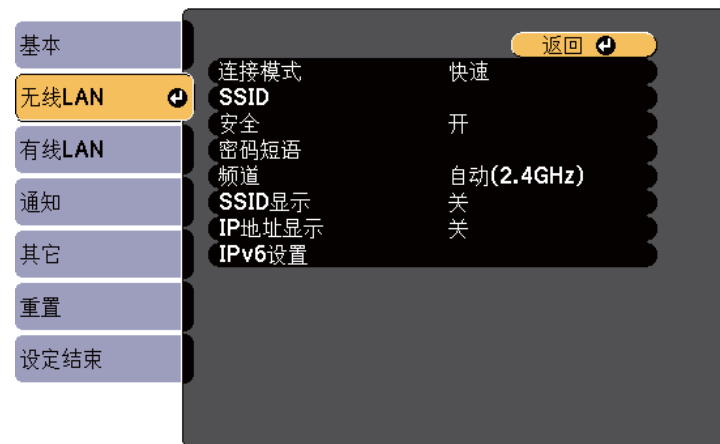 基本
无线LAN
有线LAN
通知
其它
重置
设定结束
返回
连接模式 快速
SSID
安全 开
密码短语
频道 自动(2.4GHz)
SSID显示 关
IP地址显示 关
IPv6设置